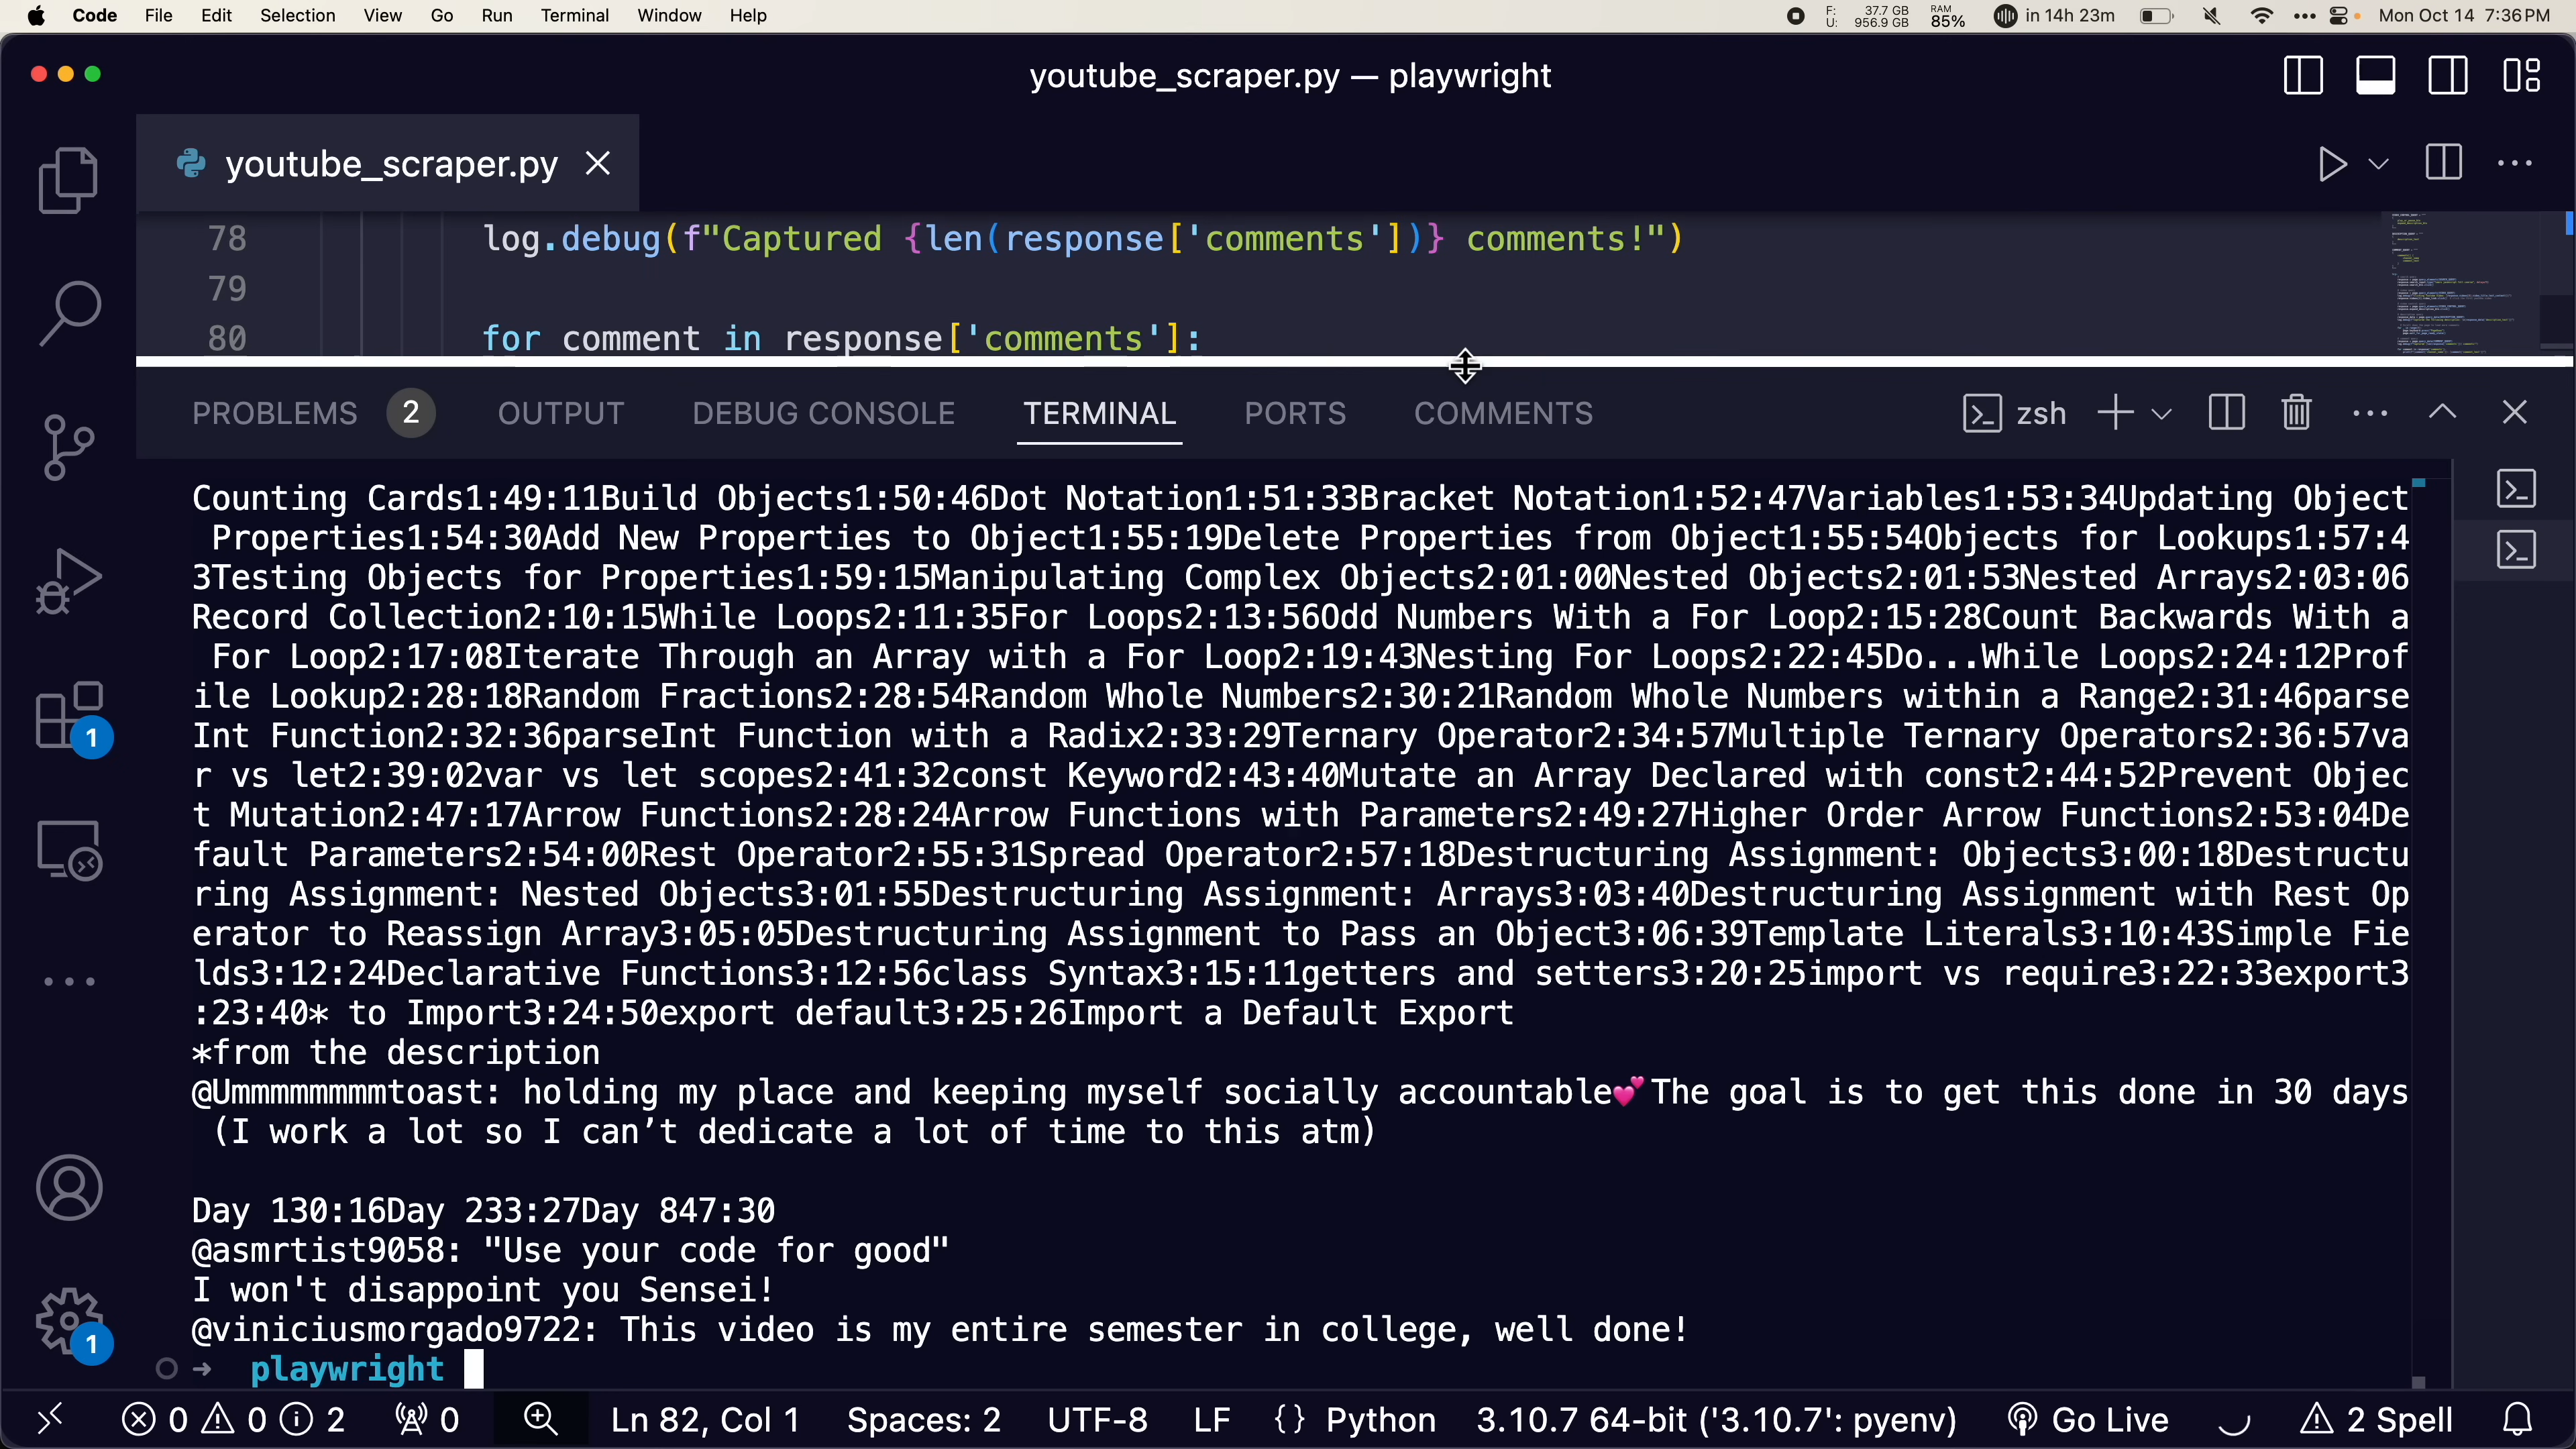 Code File Edit Selection View Go Run Terminal Window Help
F: 37.7 GB
U: 956.9 GB
RAM
85%
in 14h 23m
Mon Oct 14 7:36 PM
youtube_scraper.py — playwright
youtube_scraper.py
78 log.debug(f"Captured {len(response['comments'])} comments!")
79
80 for comment in response['comments']:
PROBLEMS 2 OUTPUT DEBUG CONSOLE TERMINAL PORTS COMMENTS
zsh
Counting Cards1:49:11Build Objects1:50:46Dot Notation1:51:33Bracket Notation1:52:47Variables1:53:34Updating Object
Properties1:54:30Add New Properties to Object1:55:19Delete Properties from Object1:55:54Objects for Lookups1:57:4
3Testing Objects for Properties1:59:15Manipulating Complex Objects2:01:00Nested Objects2:01:53Nested Arrays2:03:06
Record Collection2:10:15While Loops2:11:35For Loops2:13:56Odd Numbers With a For Loop2:15:28Count Backwards With a
For Loop2:17:08Iterate Through an Array with a For Loop2:19:43Nesting For Loops2:22:45Do...While Loops2:24:12Prof
ile Lookup2:28:18Random Fractions2:28:54Random Whole Numbers2:30:21Random Whole Numbers within a Range2:31:46parse
Int Function2:32:36parseInt Function with a Radix2:33:29Ternary Operator2:34:57Multiple Ternary Operators2:36:57va
r vs let2:39:02var vs let scopes2:41:32const Keyword2:43:40Mutate an Array Declared with const2:44:52Prevent Objec
t Mutation2:47:17Arrow Functions2:28:24Arrow Functions with Parameters2:49:27Higher Order Arrow Functions2:53:04De
fault Parameters2:54:00Rest Operator2:55:31Spread Operator2:57:18Destructuring Assignment: Objects3:00:18Destructu
ring Assignment: Nested Objects3:01:55Destructuring Assignment: Arrays3:03:40Destructuring Assignment with Rest Op
erator to Reassign Array3:05:05Destructuring Assignment to Pass an Object3:06:39Template Literals3:10:43Simple Fie
lds3:12:24Declarative Functions3:12:56class Syntax3:15:11getters and setters3:20:25import vs require3:22:33export3
:23:40* to Import3:24:50export default3:25:26Import a Default Export
*from the description
@Ummmmmmmmtoast: holding my place and keeping myself socially accountable💕The goal is to get this done in 30 days
(I work a lot so I can’t dedicate a lot of time to this atm)
Day 130:16Day 233:27Day 847:30
@asmrtist9058: "Use your code for good"
I won't disappoint you Sensei!
@viniciusmorgado9722: This video is my entire semester in college, well done!
➜ playwright
1
1
0 0 2 0 Ln 82, Col 1 Spaces: 2 UTF-8 LF {} Python 3.10.7 64-bit ('3.10.7': pyenv) Go Live 2 Spell